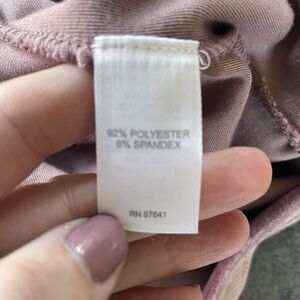 92% POLYESTER
8% SPANDEX
RN 97641